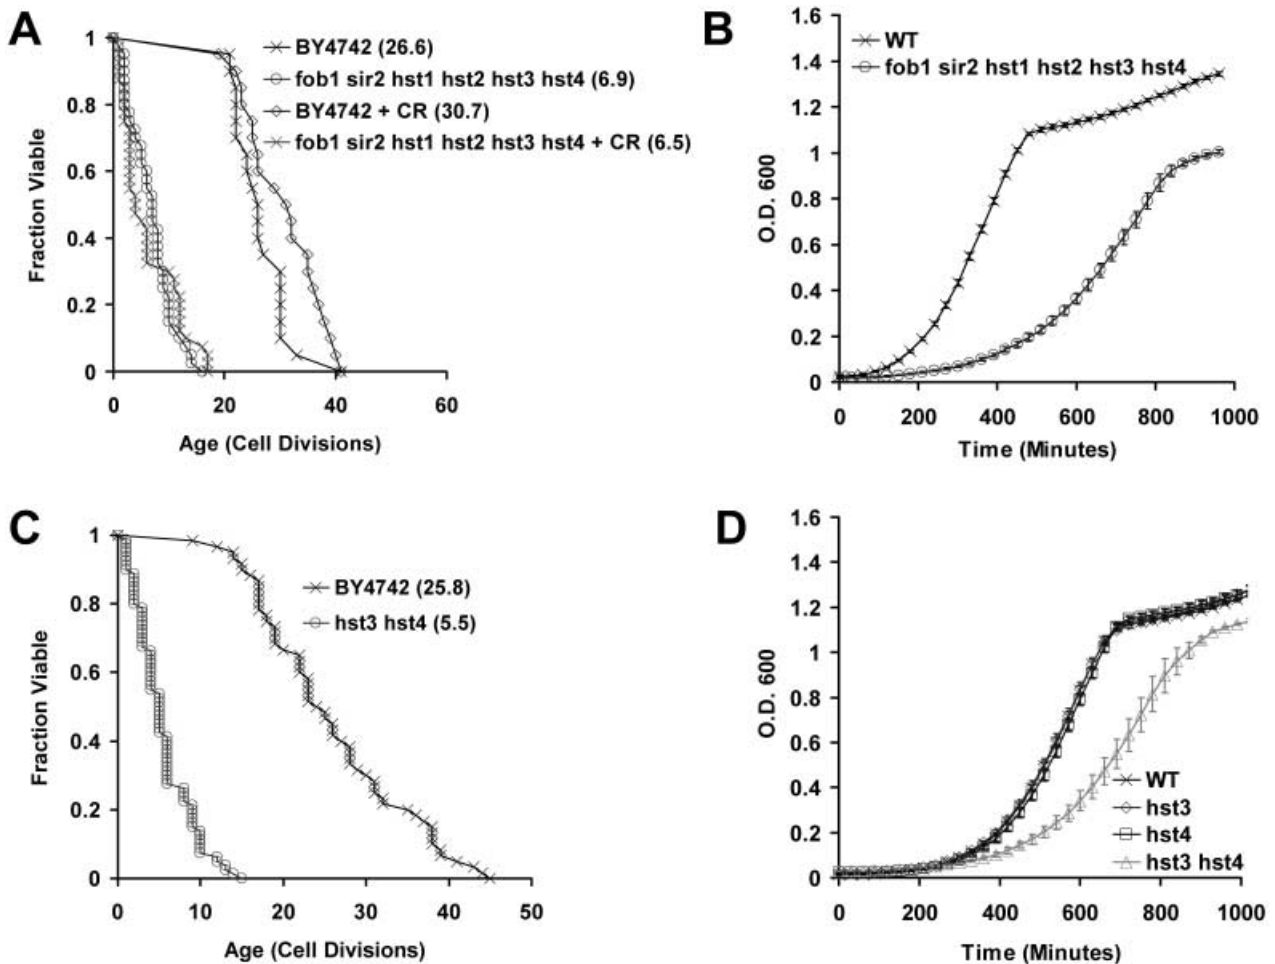 A
1
0.8
0.6
0.4
0.2
0
Fraction Viable
BY4742 (26.6)
fob1 sir2 hst1 hst2 hst3 hst4 (6.9)
BY4742 + CR (30.7)
fob1 sir2 hst1 hst2 hst3 hst4 + CR (6.5)
0 20 40 60
Age (Cell Divisions)
B
1.6
1.4
1.2
1
0.8
0.6
0.4
0.2
0
O.D. 600
WT
fob1 sir2 hst1 hst2 hst3 hst4
0 200 400 600 800 1000
Time (Minutes)
C
1
0.8
0.6
0.4
0.2
0
Fraction Viable
BY4742 (25.8)
hst3 hst4 (5.5)
0 10 20 30 40 50
Age (Cell Divisions)
D
1.6
1.4
1.2
1
0.8
0.6
0.4
0.2
0
O.D. 600
WT
hst3
hst4
hst3 hst4
0 200 400 600 800 1000
Time (Minutes)